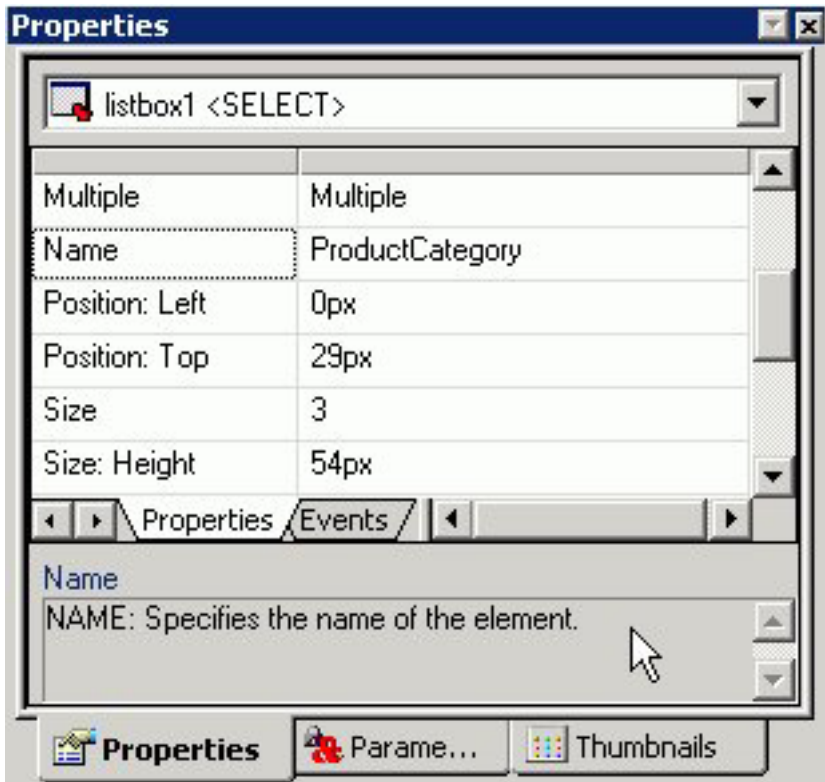 Properties
listbox1 <SELECT>
Multiple Multiple
Name ProductCategory
Position: Left 0px
Position: Top 29px
Size 3
Size: Height 54px
Properties Events
Name
NAME: Specifies the name of the element.
Properties Parame... Thumbnails